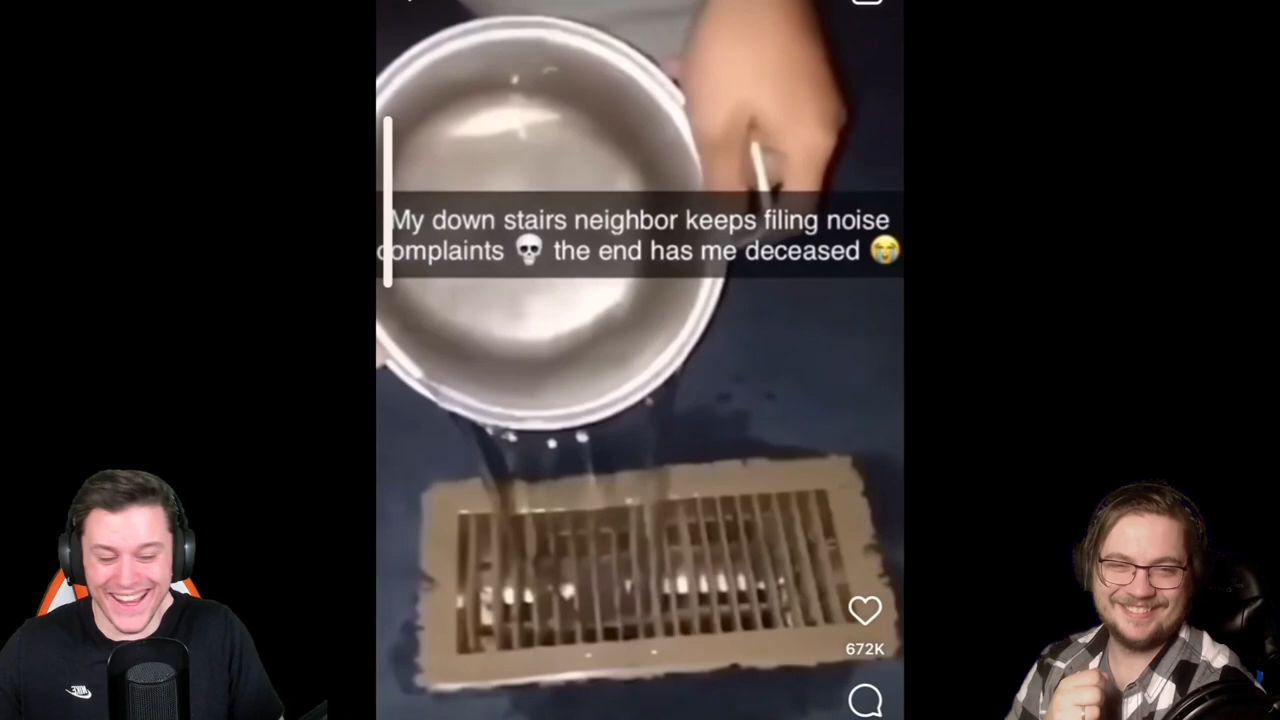 My down stairs neighbor keeps filing noise
complaints 💀 the end has me deceased 😭
672K